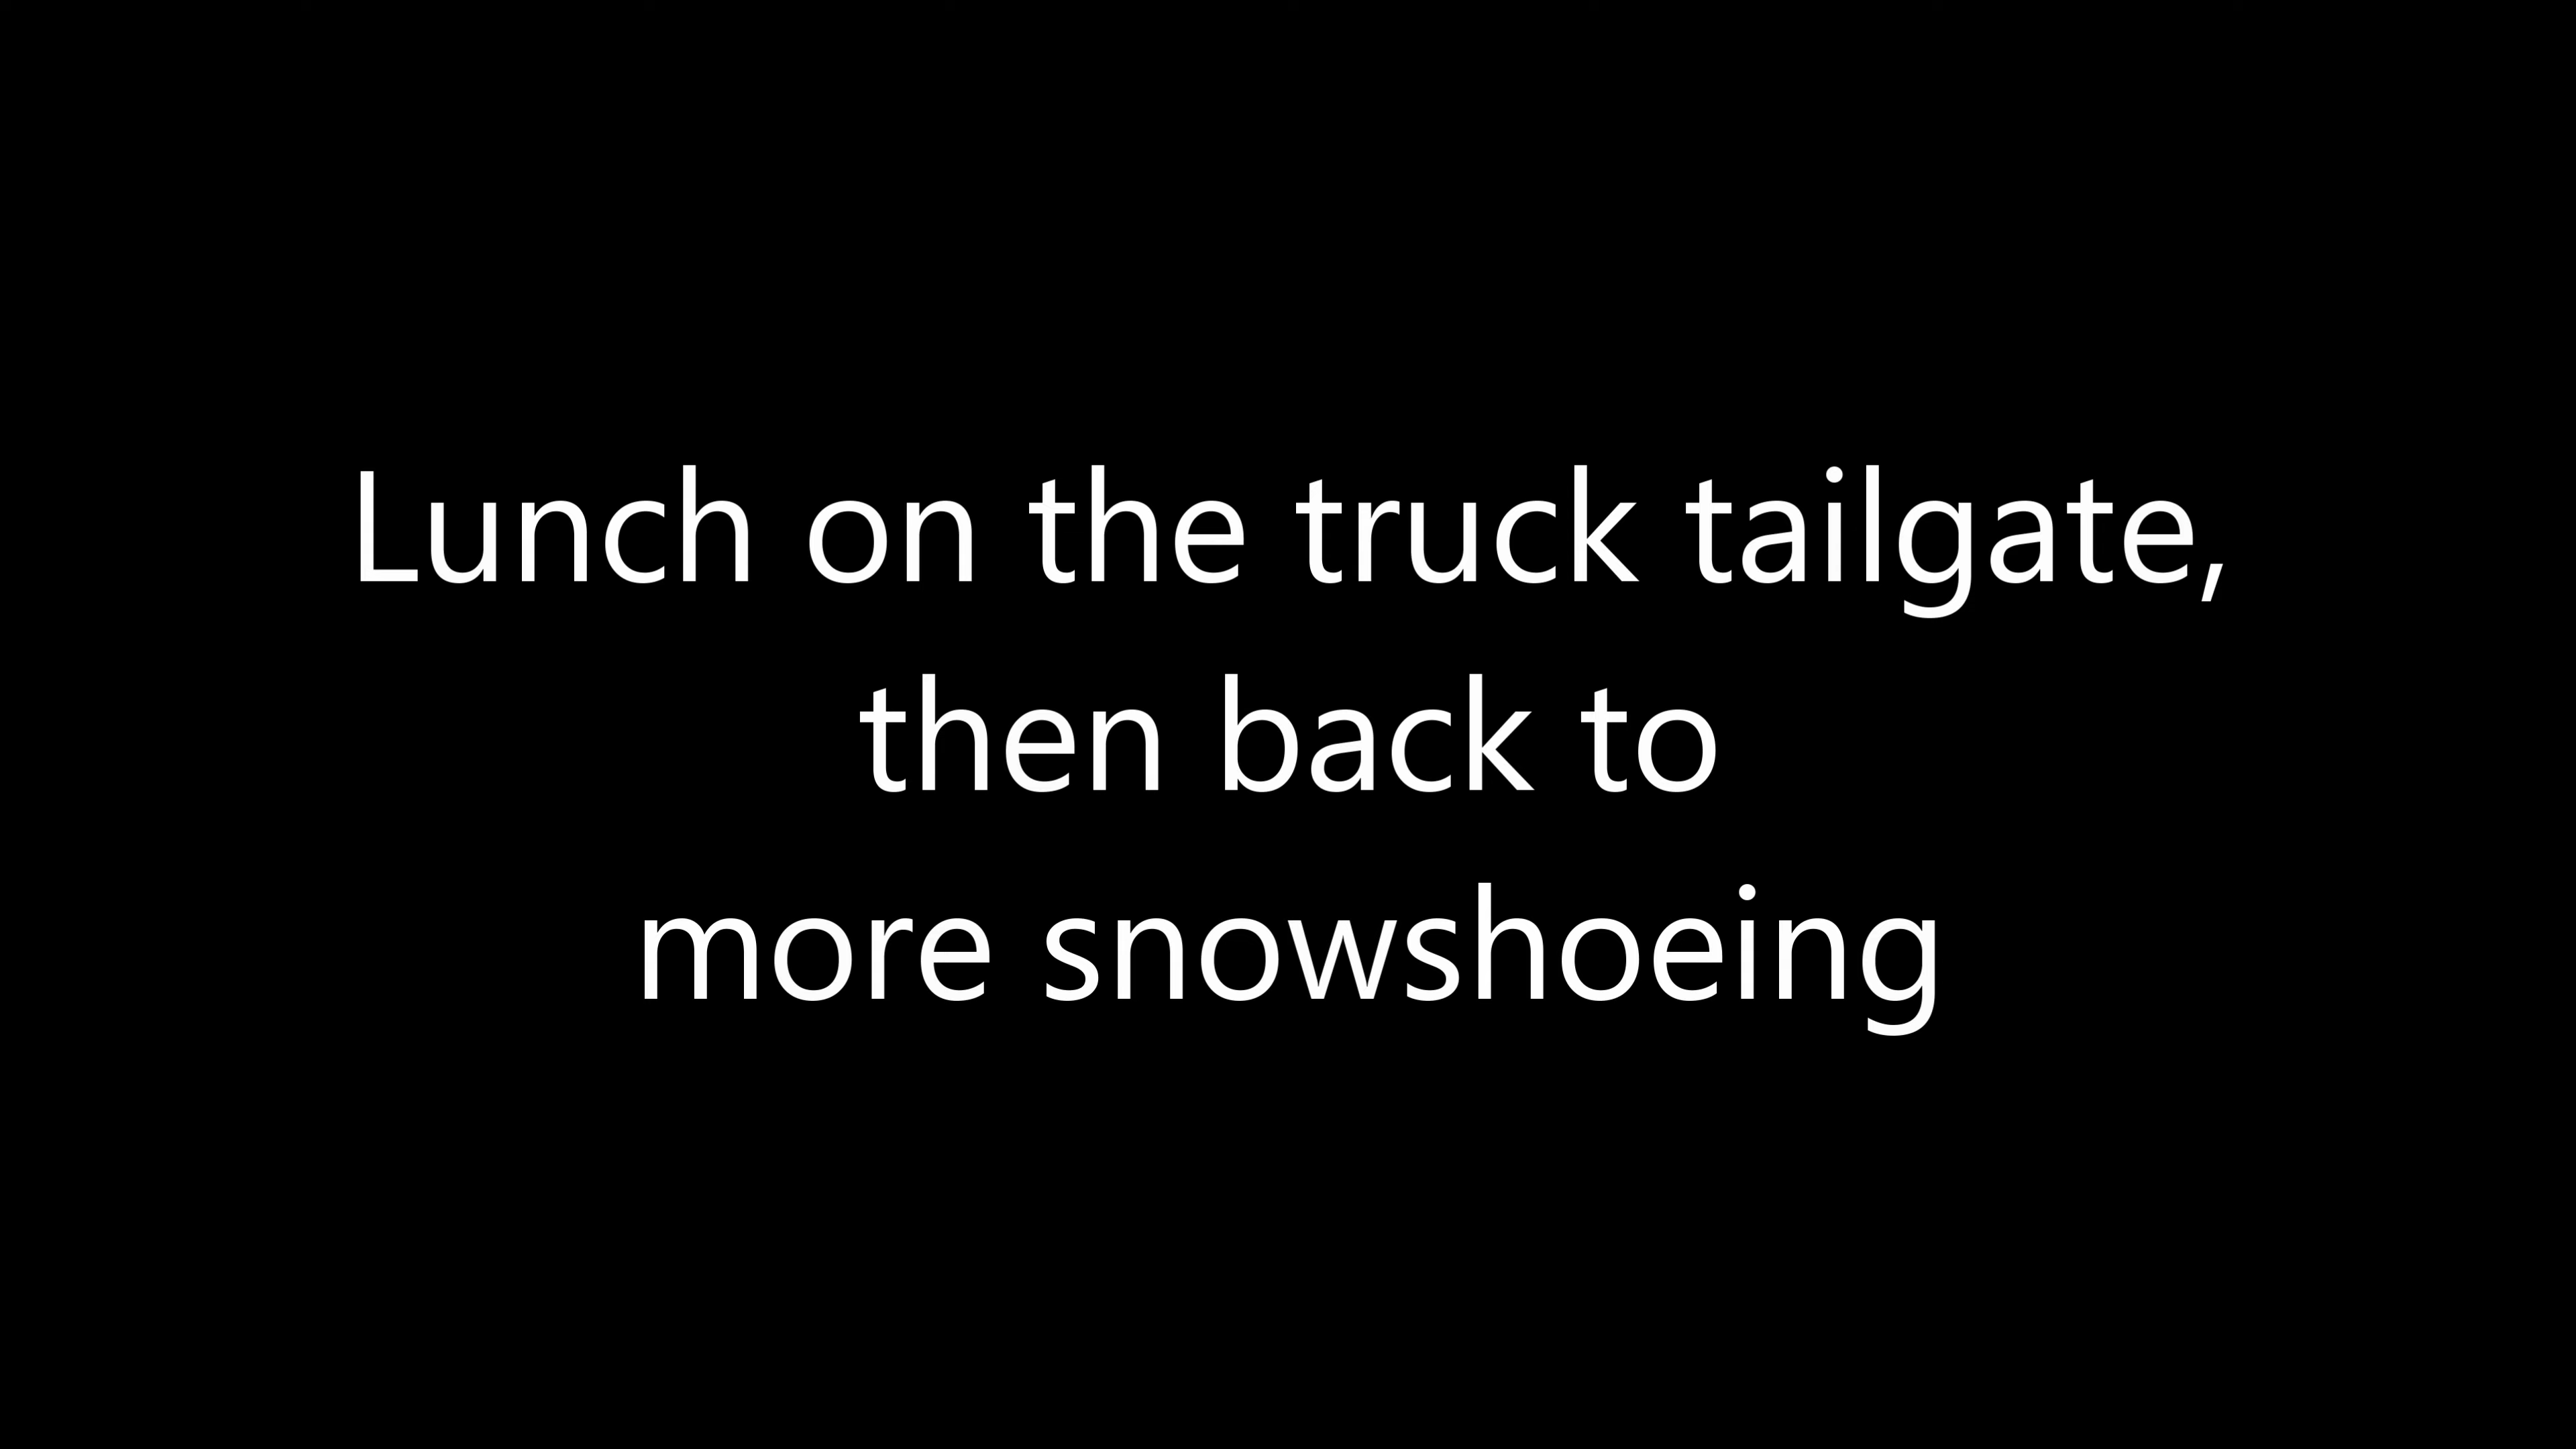 Lunch on the truck tailgate,
then back to
more snowshoeing